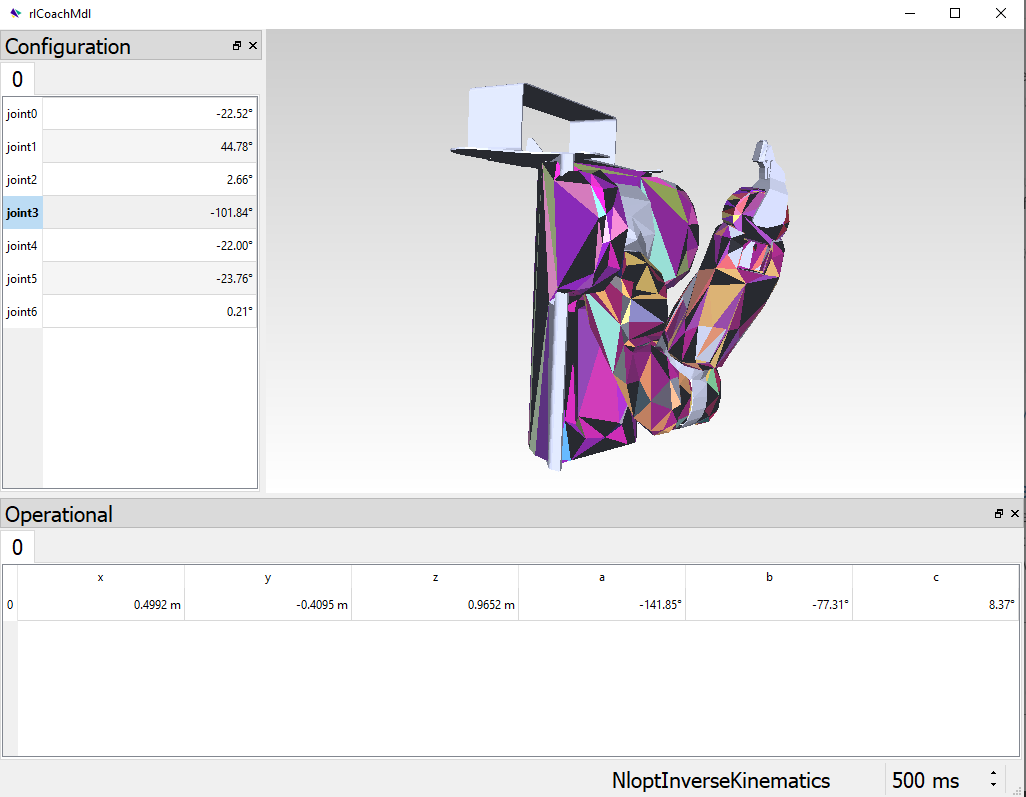 rlCoachMdl
Configuration
0
joint0 -22.52°
joint1 44.78°
joint2 2.66°
joint3 -101.84°
joint4 -22.00°
joint5 -23.76°
joint6 0.21°
Operational
0
x y z a b c
0 0.4992 m -0.4095 m 0.9652 m -141.85° -77.31° 8.37°
NloptInverseKinematics 500 ms